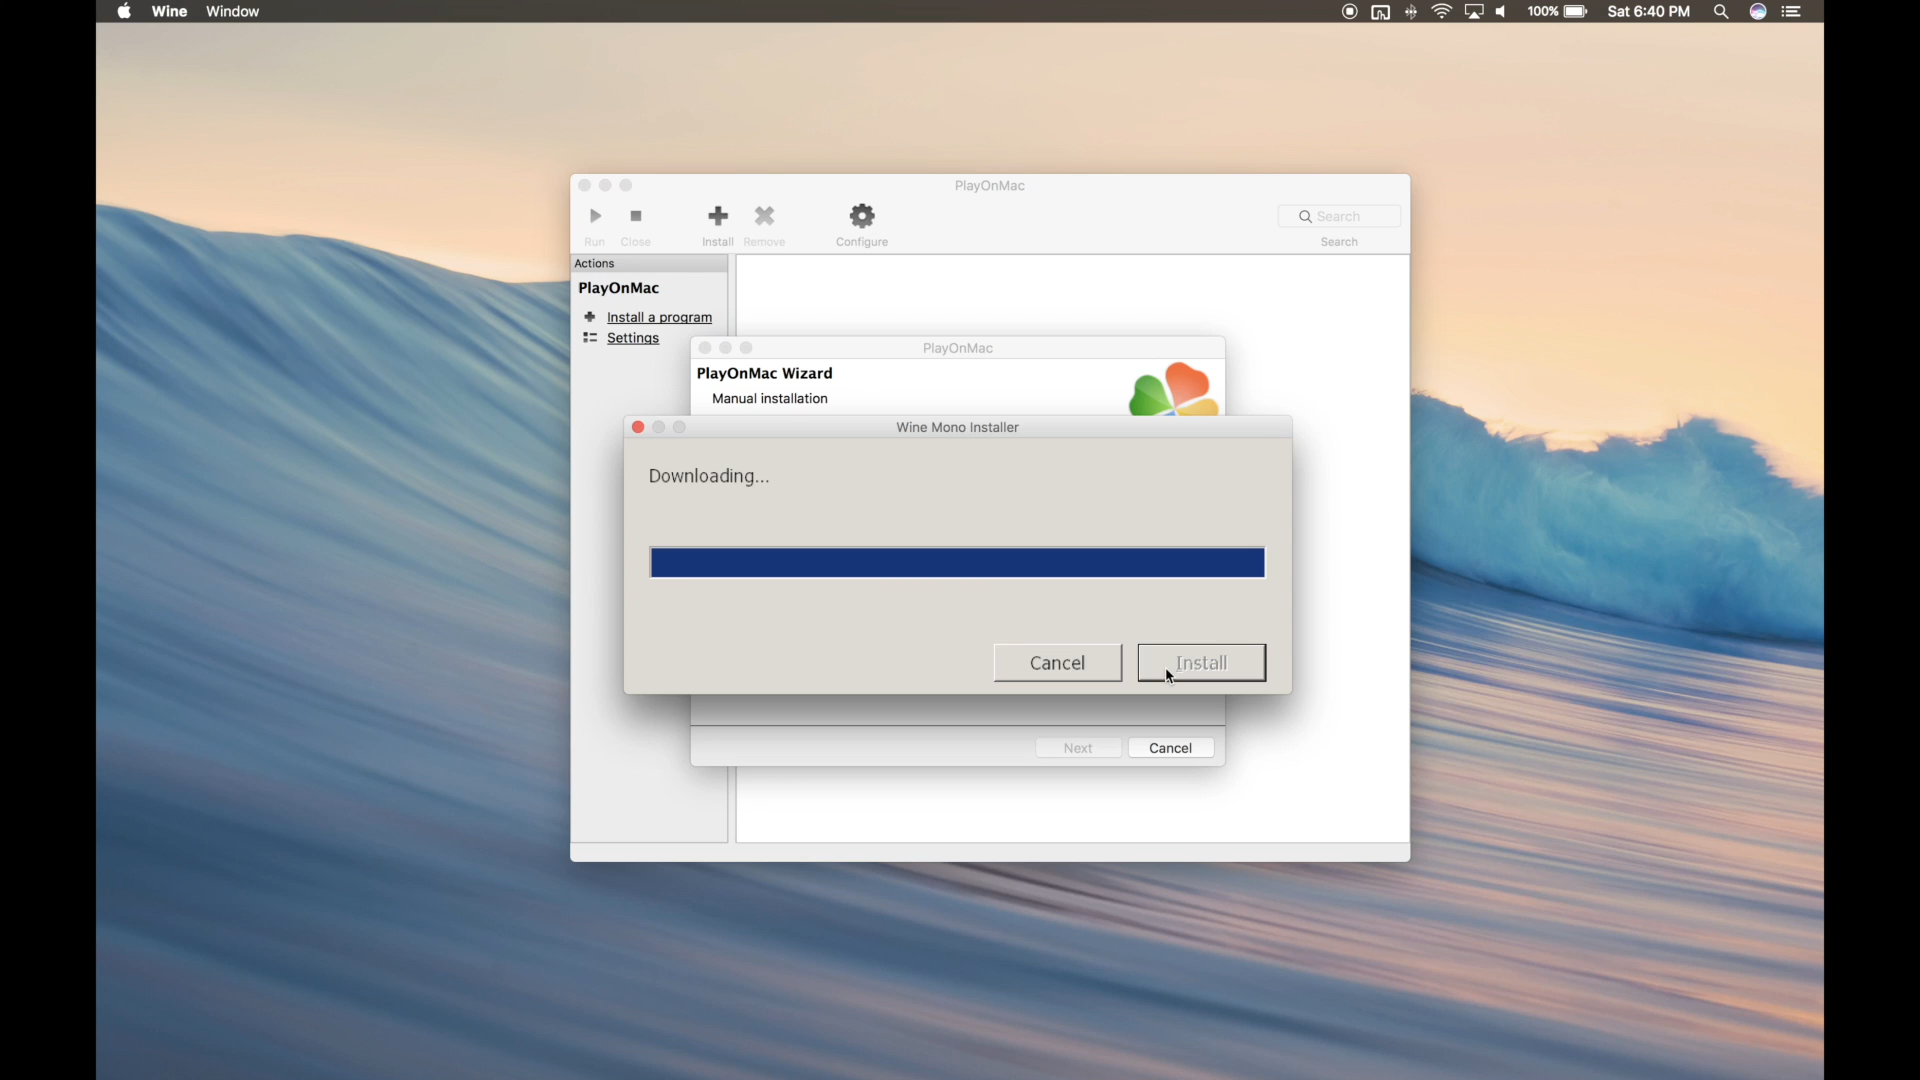 Wine Window
100% Sat 6:40 PM
PlayOnMac
Run Close Install Remove Configure
Search
Search
Actions
PlayOnMac
Install a program
Settings
PlayOnMac
PlayOnMac Wizard
Manual installation
Wine Mono Installer
Downloading...
Cancel Install
Next Cancel